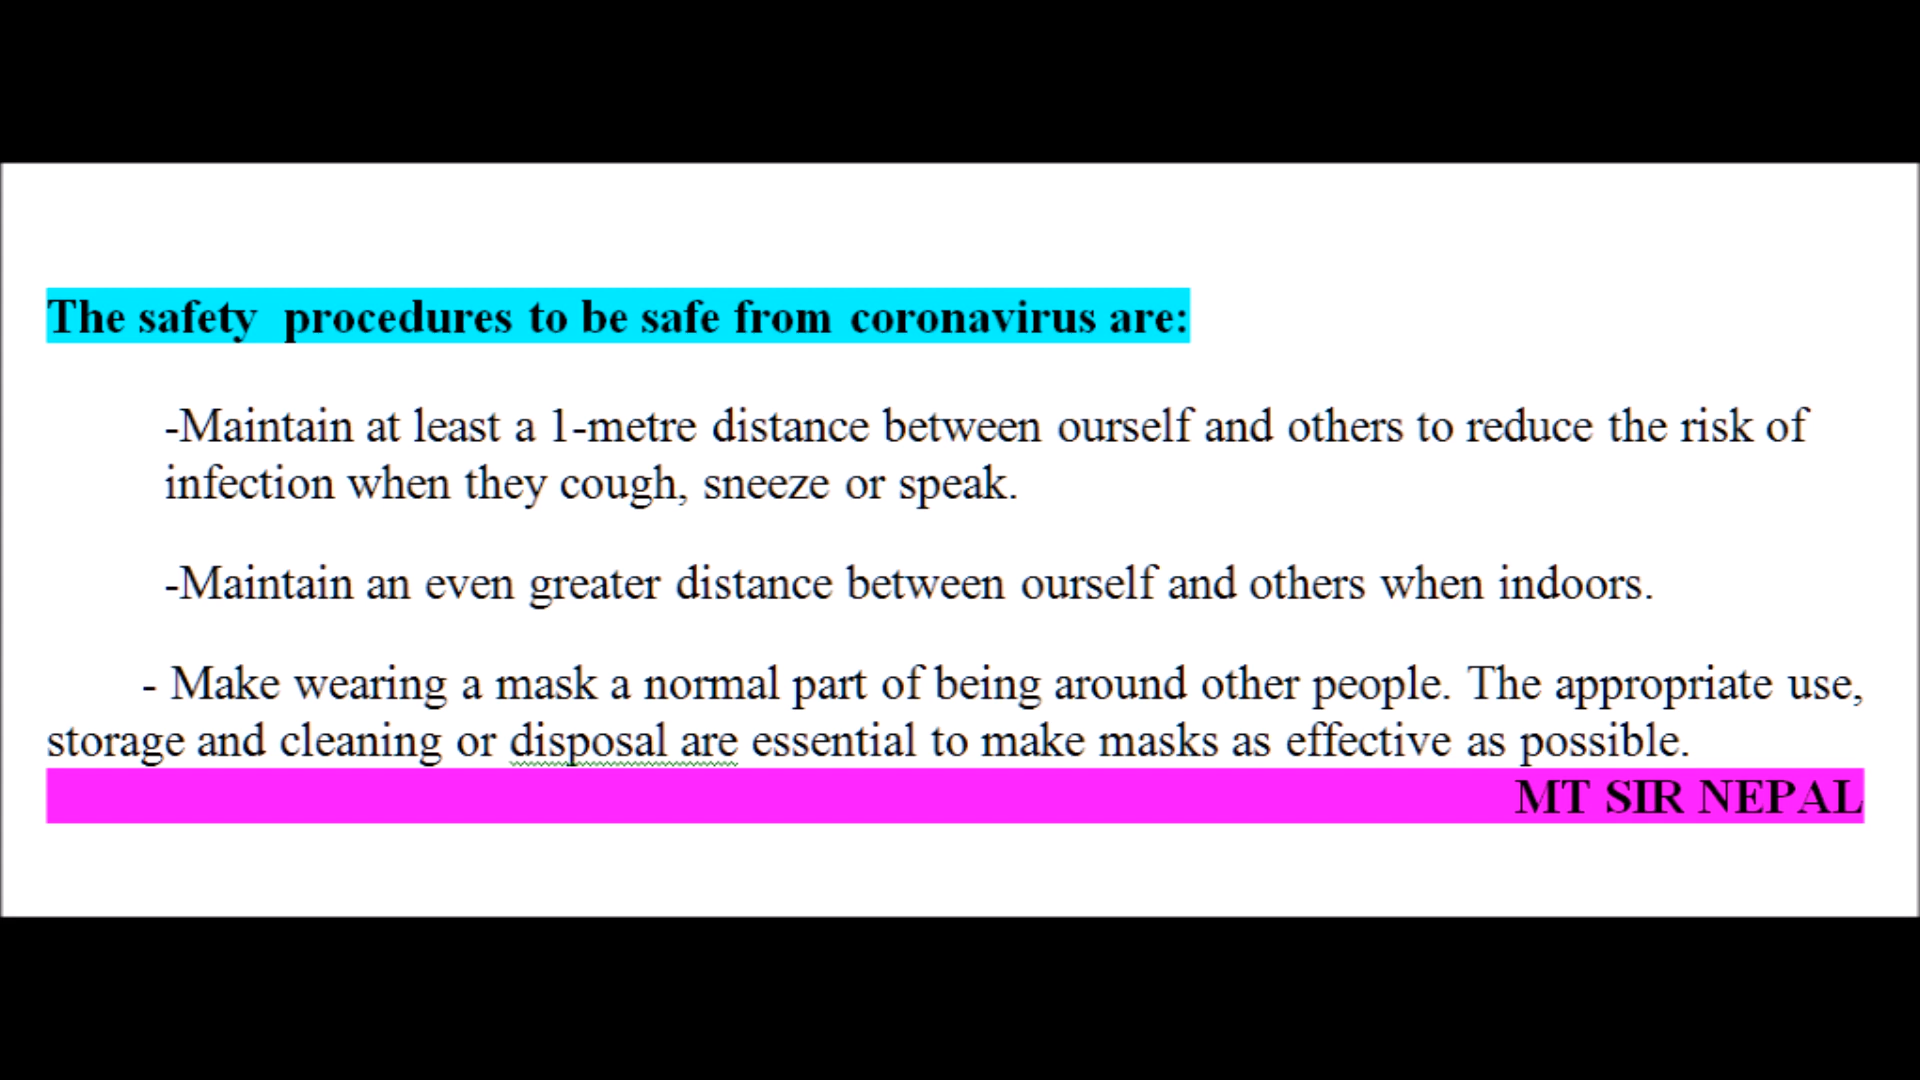 The safety  procedures to be safe from coronavirus are:
-Maintain at least a 1-metre distance between ourself and others to reduce the risk of
infection when they cough, sneeze or speak.
-Maintain an even greater distance between ourself and others when indoors.
- Make wearing a mask a normal part of being around other people. The appropriate use,
storage and cleaning or disposal are essential to make masks as effective as possible.
MT SIR NEPAL